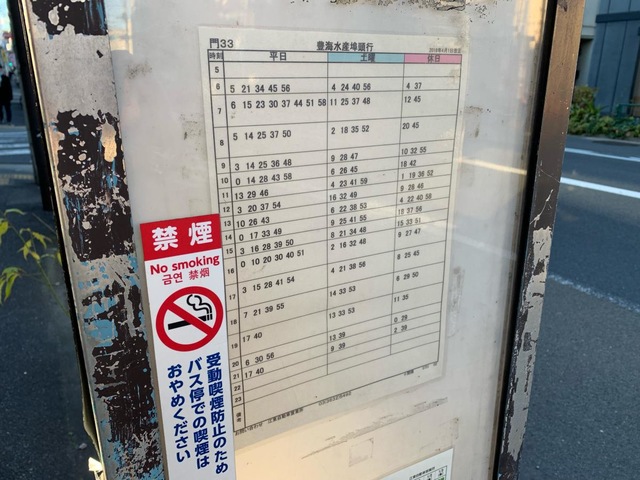 門33 豊海水産埠頭行
時刻 平日 土曜 休日
5
6 5 21 34 45 56 4 24 40 56 4 37
7 6 15 23 30 37 44 51 58 11 25 37 48 12 45
8 5 14 25 37 50 2 18 35 52 20 45
9 3 14 25 36 48 9 28 47 10 32 55
10 0 14 28 43 58 6 26 45 18 42
11 13 29 46 4 23 41 59 1 19 36 52
12 3 20 37 54 16 32 49 9 28 46
13 10 26 43 6 22 38 53 4 22 40 58
14 0 17 33 49 9 25 41 55 18 37 56
15 3 16 28 39 50 8 21 34 48 15 33 51
16 0 10 20 30 40 51 2 16 32 48 9 27 47
17 3 15 28 41 54 4 21 38 56 8 25 45
18 7 21 39 55 14 33 53
19 17 40 13 33 53 11 35
20 6 30 56 13 39 0 29
21 17 40 9 39 2 39
22
23
禁煙
No smoking
금연 禁烟
受動喫煙防止のため
バス停での喫煙は
おやめください